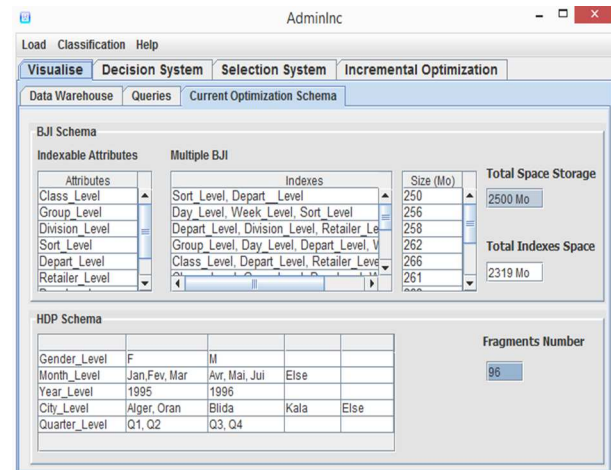 AdminInc
Load Classification Help
Visualise Decision System Selection System Incremental Optimization
Data Warehouse Queries Current Optimization Schema
BJI Schema
Indexable Attributes Multiple BJI
Attributes Indexes Size (Mo)
Total Space Storage
Class_Level Sort_Level, Depart__Level 250
2500 Mo
Group_Level Day_Level, Week_Level, Sort_Level 256
Division_Level Depart_Level, Division_Level, Retailer_Le 258
Sort_Level Group_Level, Day_Level, Depart_Level, V 262
Total Indexes Space
Depart_Level Class_Level, Depart_Level, Retailer_Leve 266
2319 Mo
Retailer_Level 261
HDP Schema
Fragments Number
Gender_Level F M
96
Month_Level Jan,Fev, Mar Avr, Mai, Jui Else
Year_Level 1995 1996
City_Level Alger, Oran Blida Kala Else
Quarter_Level Q1, Q2 Q3, Q4